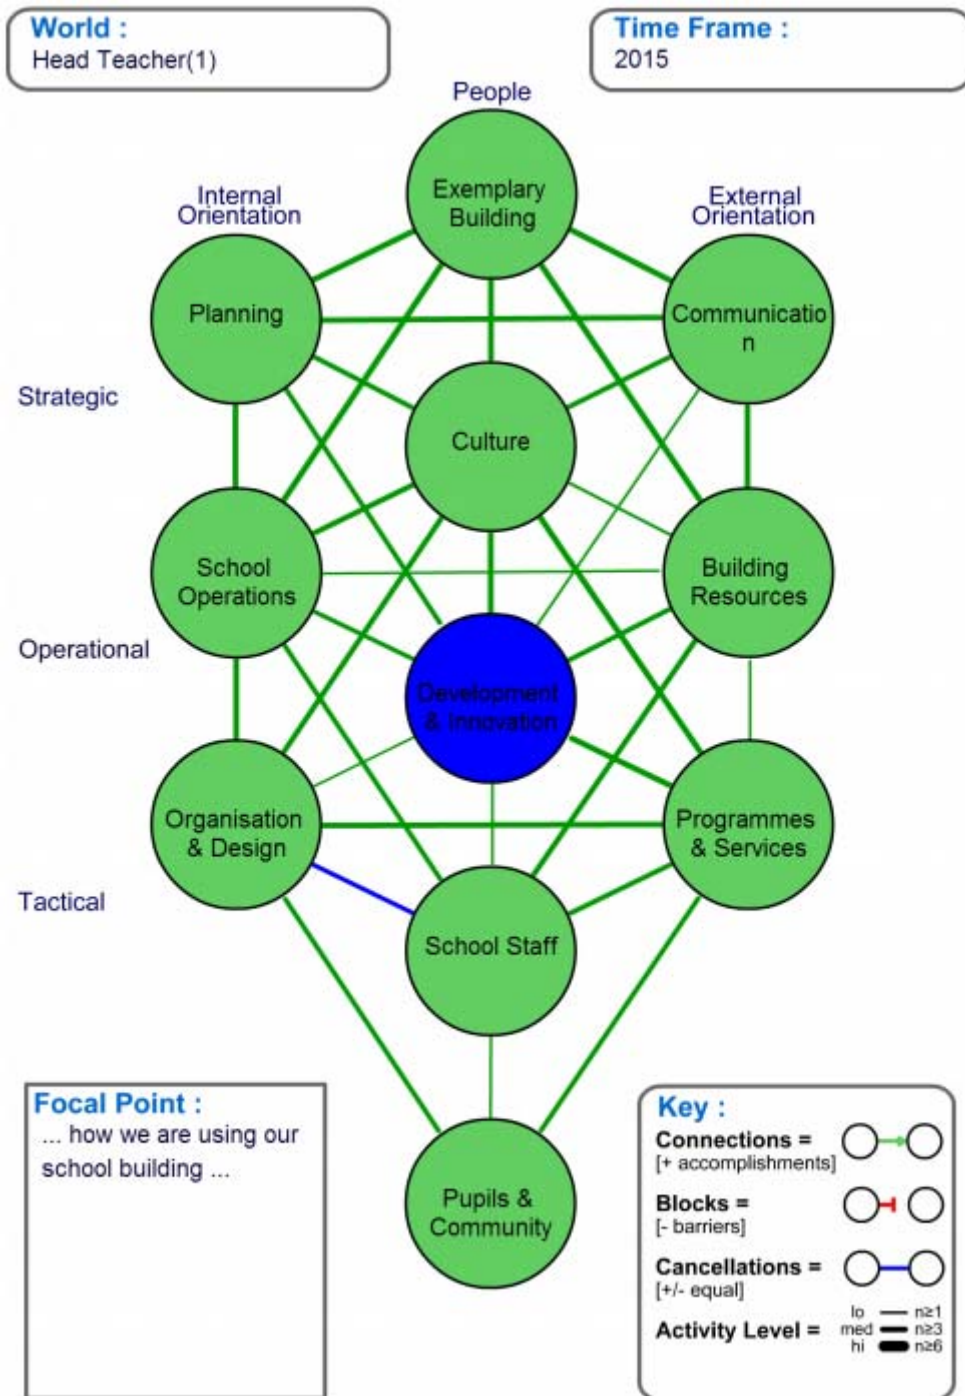 World :
Head Teacher(1)
Time Frame :
2015
People
Internal
Orientation
External
Orientation
Exemplary
Building
Planning
Communicatio
n
Strategic
Culture
School
Operations
Building
Resources
Operational
Development
& Innovation
Organisation
& Design
Programmes
& Services
Tactical
School Staff
Pupils &
Community
Focal Point :
... how we are using our
school building ...
Key :
Connections =
[+ accomplishments]
Blocks =
[- barriers]
Cancellations =
[+/- equal]
Activity Level =
lo n≥1
med n≥3
hi n≥6